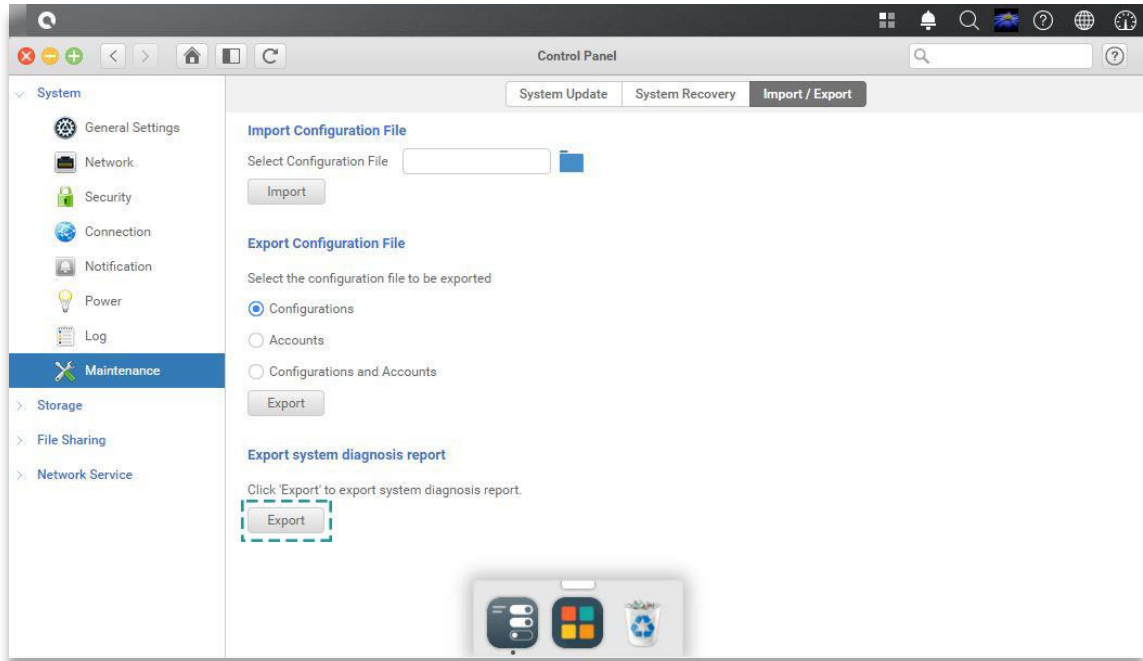 Control Panel
System
System Update
System Recovery
Import / Export
General Settings
Network
Security
Connection
Notification
Power
Log
Maintenance
Storage
File Sharing
Network Service
Import Configuration File
Select Configuration File
Import
Export Configuration File
Select the configuration file to be exported
Configurations
Accounts
Configurations and Accounts
Export
Export system diagnosis report
Click 'Export' to export system diagnosis report.
Export